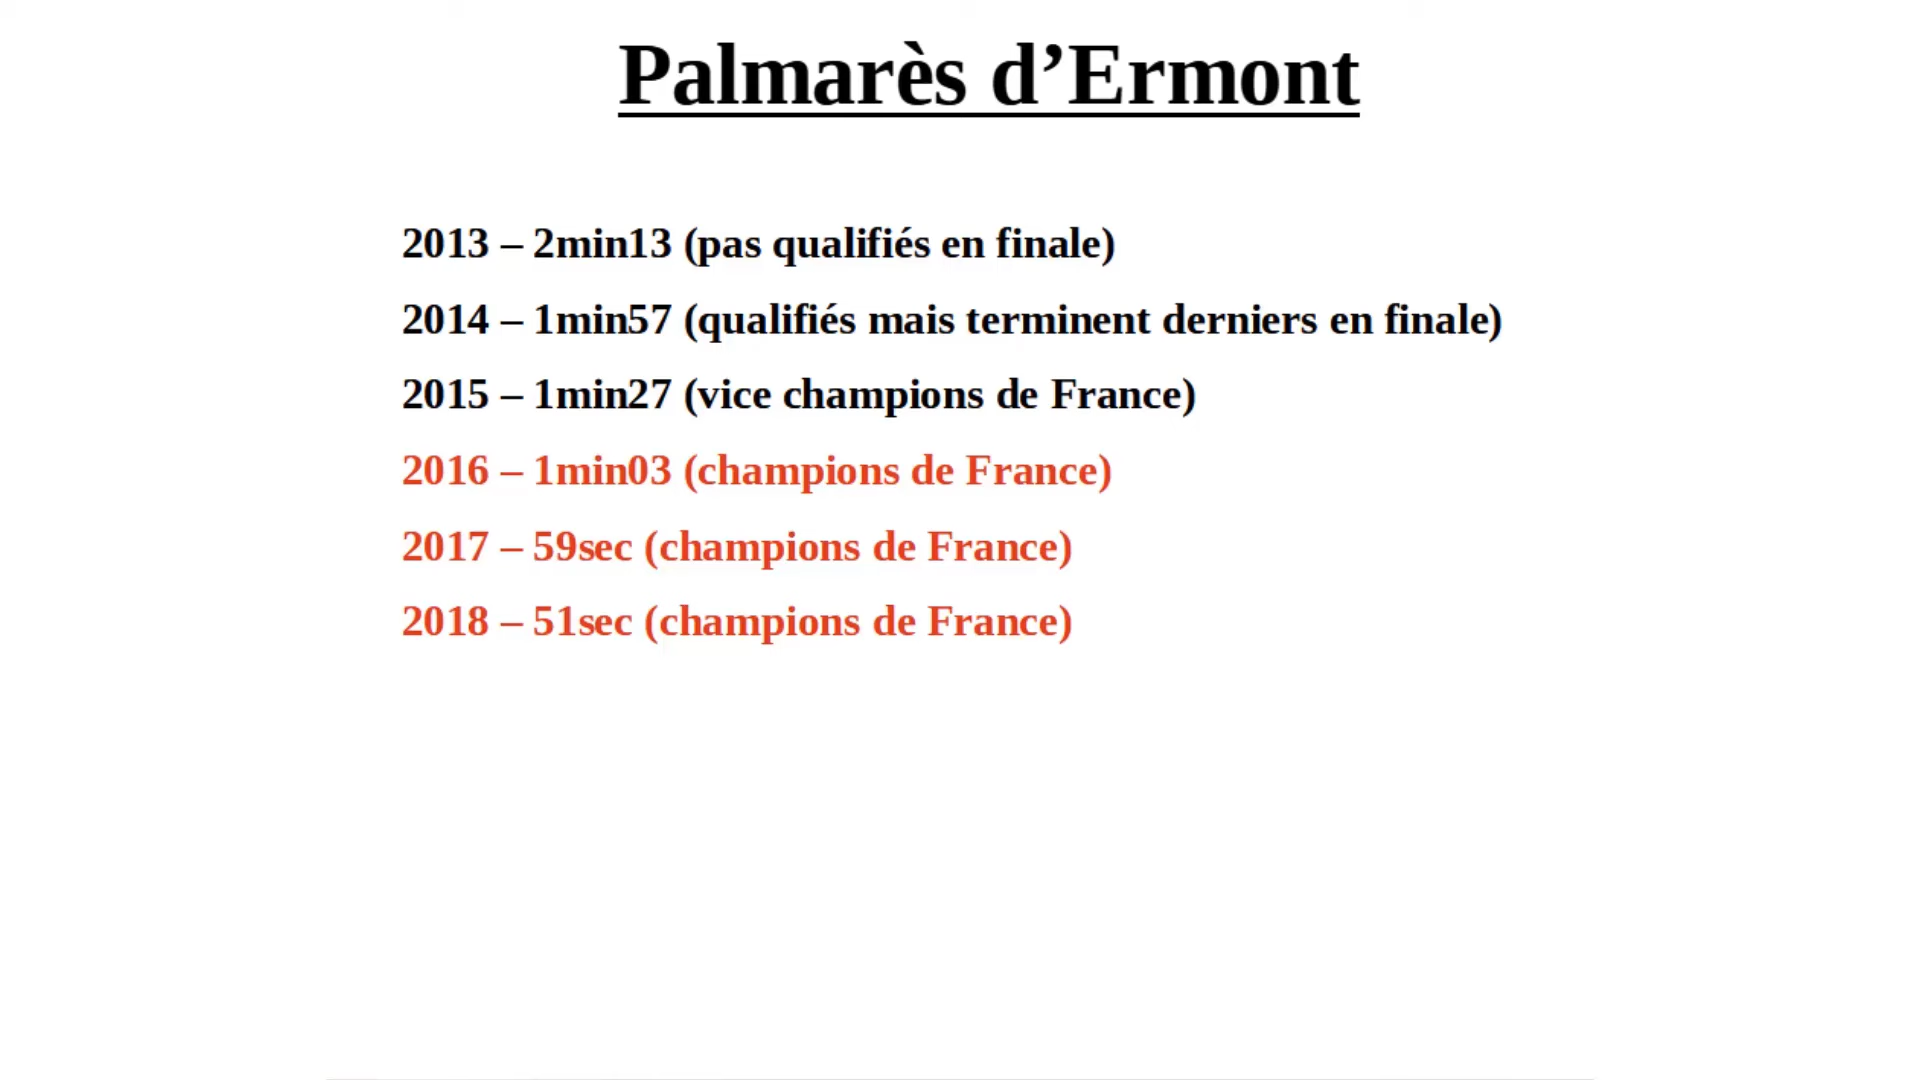 Palmarès d’Ermont
2013 – 2min13 (pas qualifiés en finale)
2014 – 1min57 (qualifiés mais terminent derniers en finale)
2015 – 1min27 (vice champions de France)
2016 – 1min03 (champions de France)
2017 – 59sec (champions de France)
2018 – 51sec (champions de France)